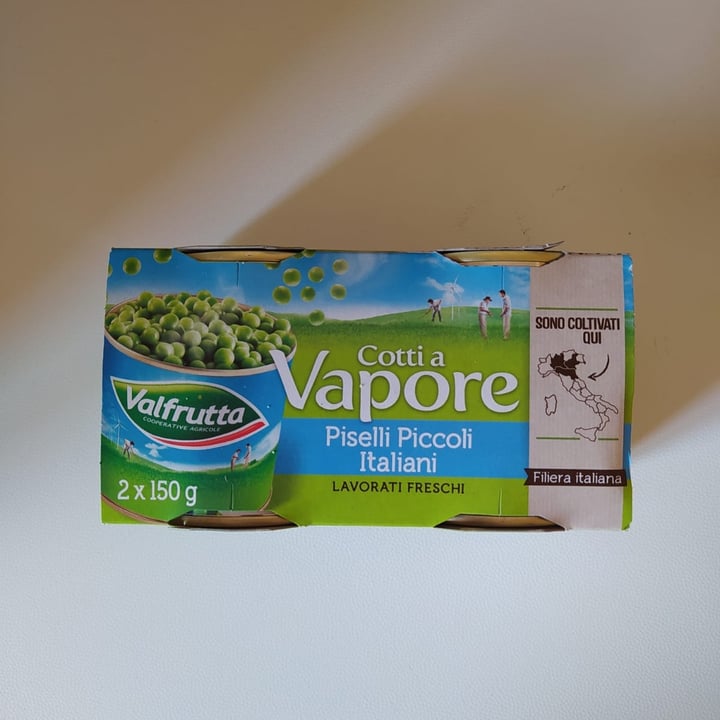 Valfrutta
COOPERATIVE AGRICOLE
2 x 150 g
Cotti a
Vapore
Piselli Piccoli
Italiani
LAVORATI FRESCHI
SONO COLTIVATI
QUI
Filiera italiana